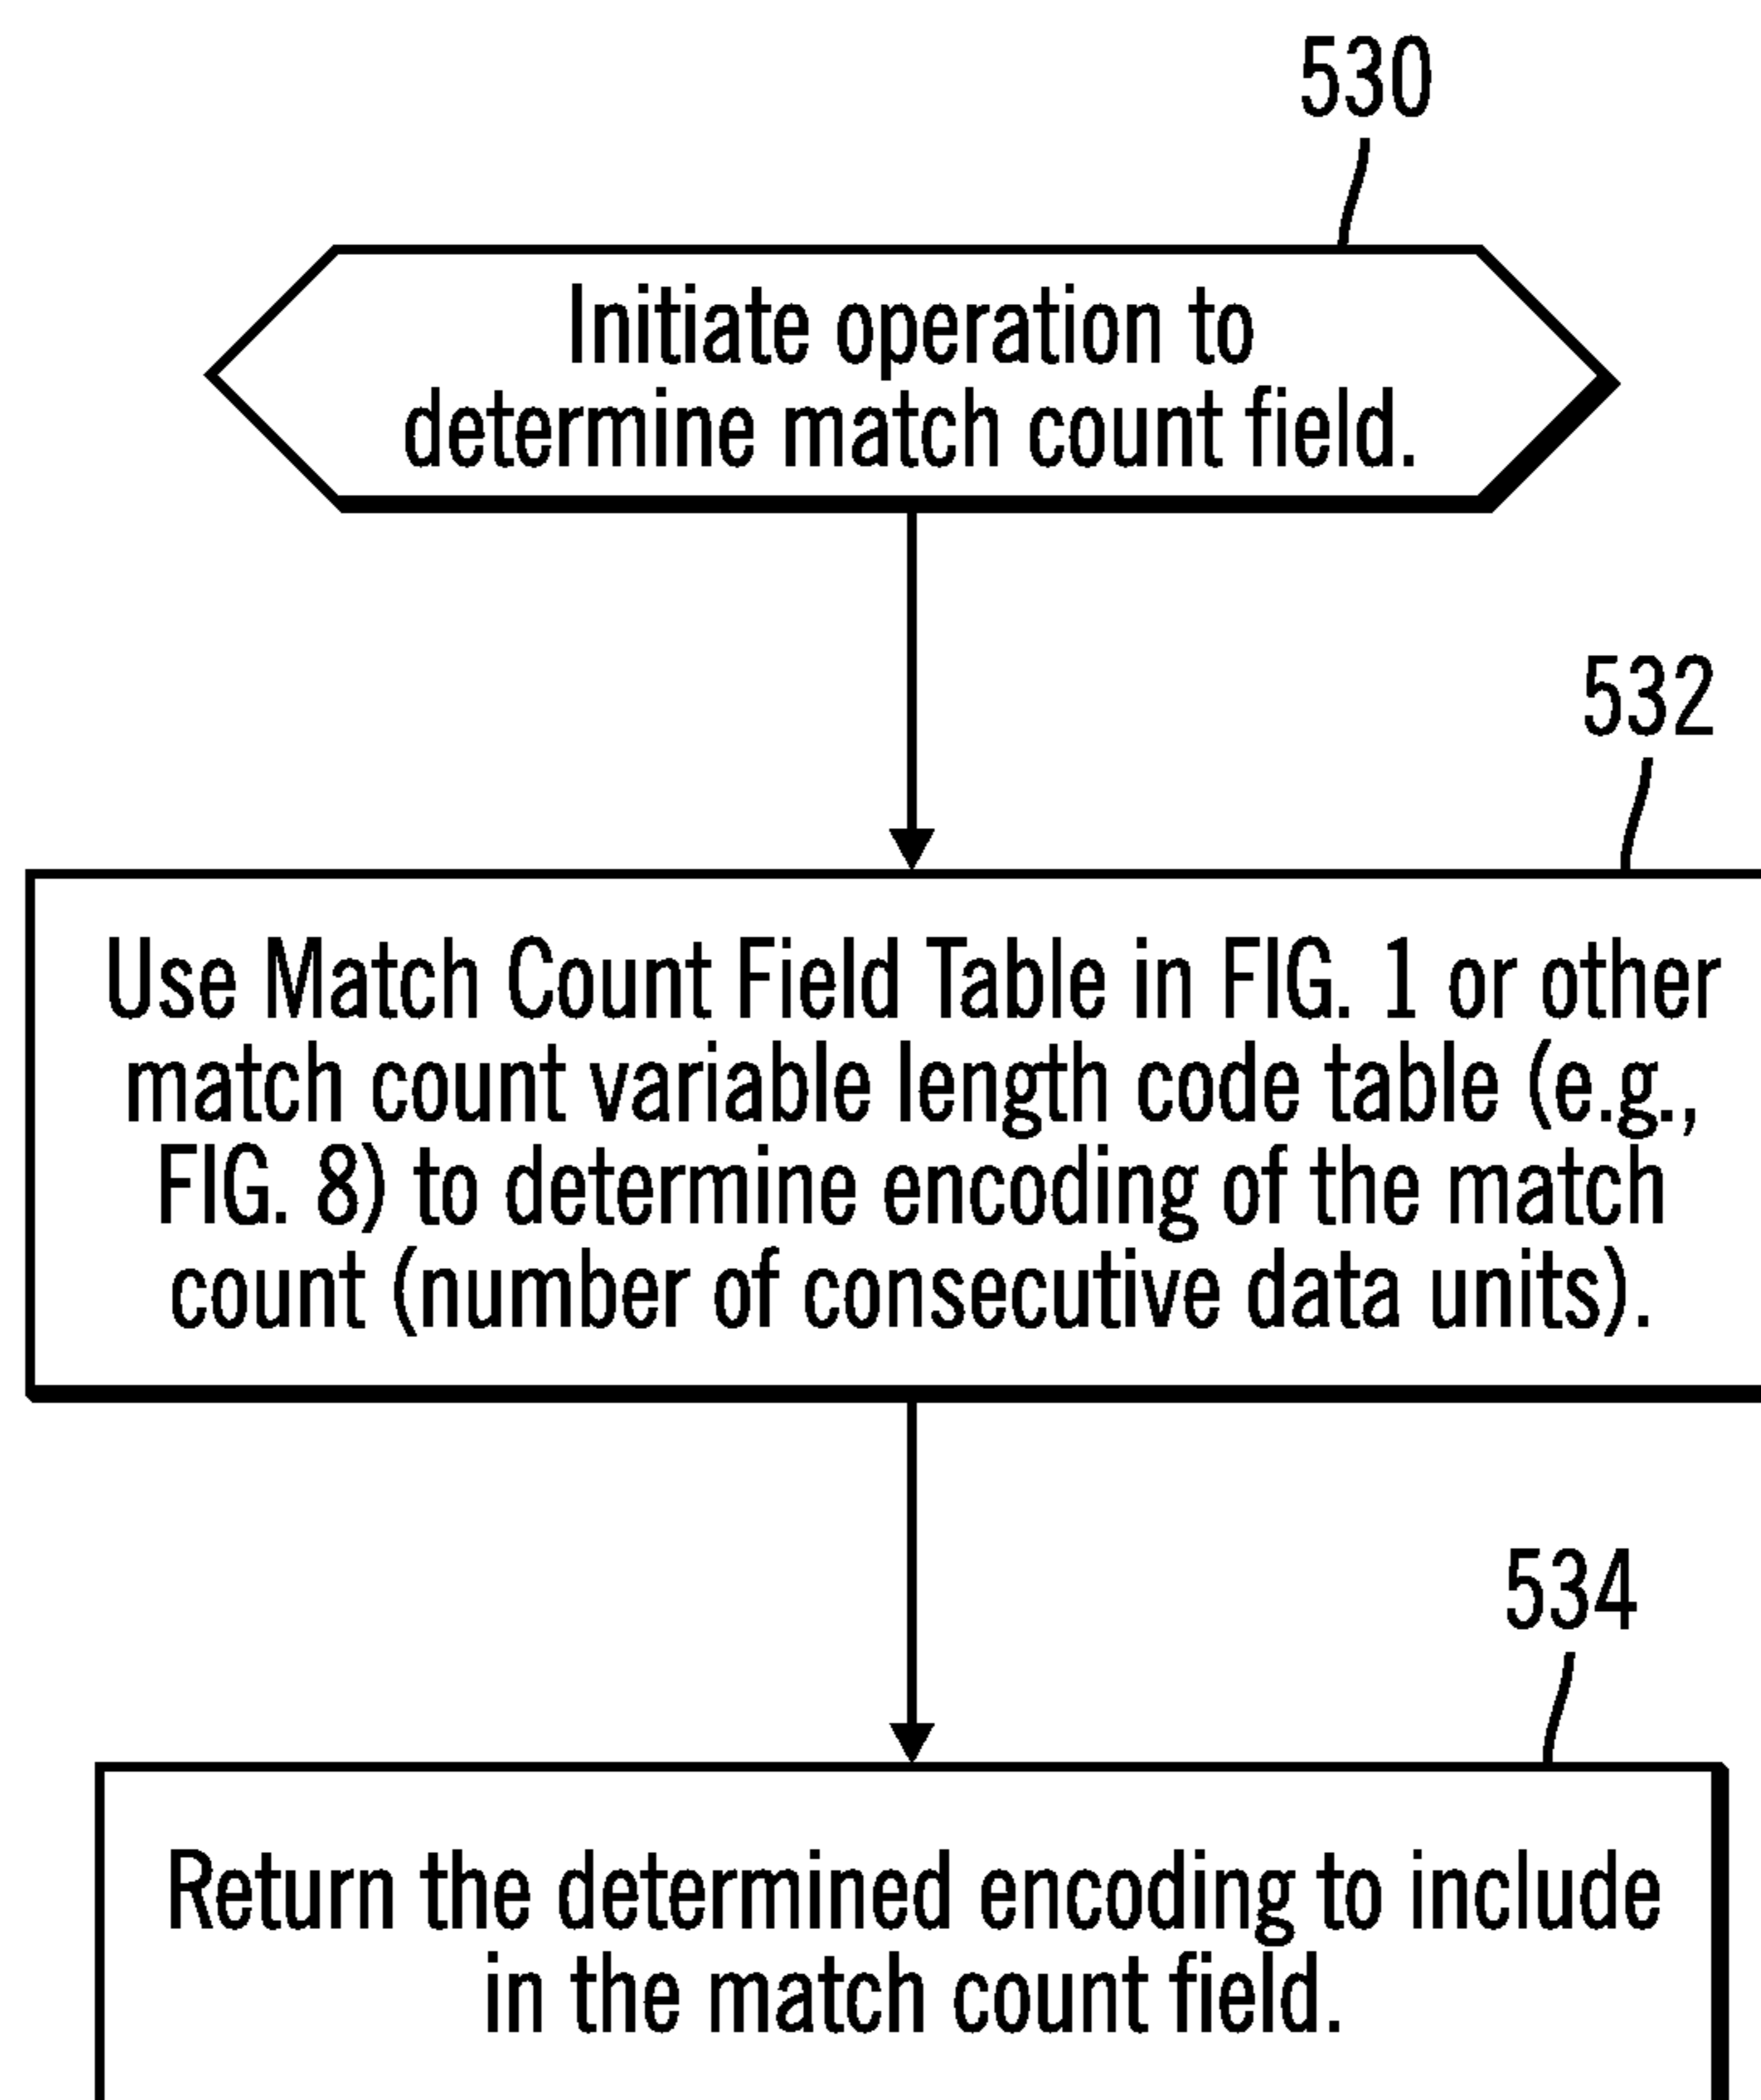 530
Initiate operation to
determine match count field.
532
Use Match Count Field Table in FIG. 1 or other
match count variable length code table (e.g.,
FIG. 8) to determine encoding of the match
count (number of consecutive data units).
534
Return the determined encoding to include
in the match count field.